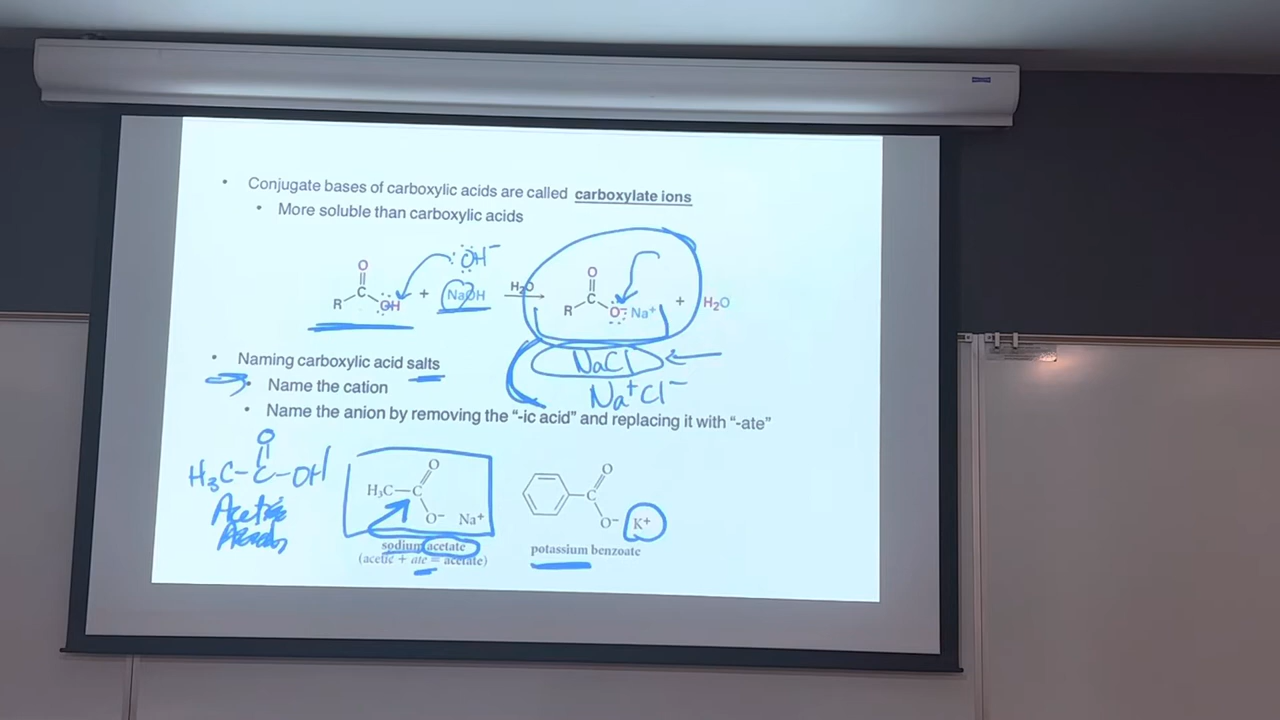 • Conjugate bases of carboxylic acids are called carboxylate ions
• More soluble than carboxylic acids
:ÖH⁻
O
R C OH + NaOH H₂O
O
R C O⁻ Na⁺ + H₂O
NaCl
Na⁺Cl⁻
• Naming carboxylic acid salts
• Name the cation
• Name the anion by removing the “-ic acid” and replacing it with “-ate”
O
H₃C-C-OH
Acetic
O
H₃C—C
O⁻ Na⁺
sodium acetate
(acetic + ate = acetate)
O
C
O⁻ K⁺
potassium benzoate